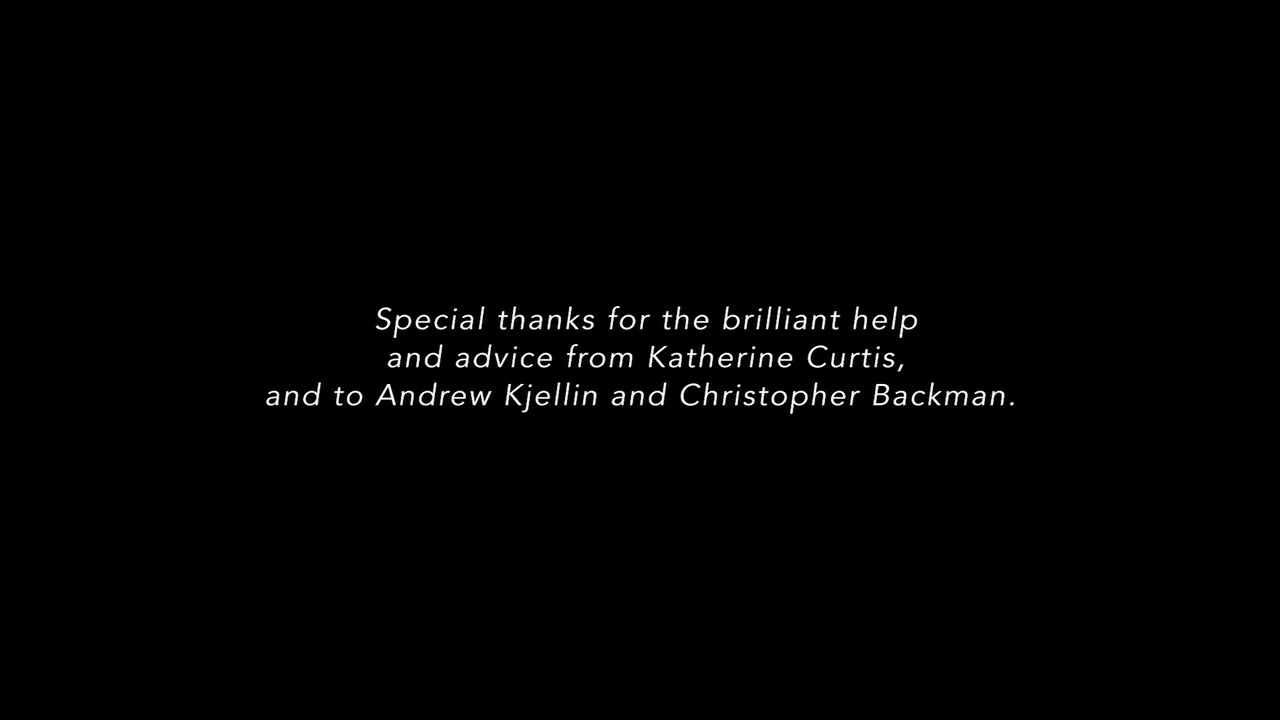 Special thanks for the brilliant help
and advice from Katherine Curtis,
and to Andrew Kjellin and Christopher Backman.